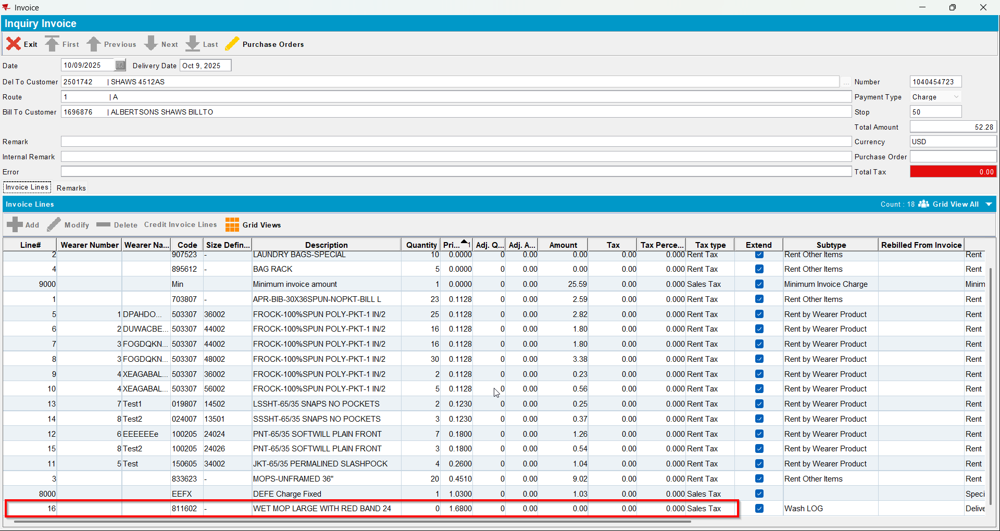 Invoice
Inquiry Invoice
Exit First Previous Next Last Purchase Orders
Date 10/09/2025 Delivery Date Oct 9, 2025
Del To Customer 2501742 | SHAWS 4512AS ... Number 1040454723
Route 1 | A Payment Type Charge
Bill To Customer 1696876 | ALBERTSONS SHAWS BILLTO Stop 50
Total Amount 52.28
Remark Currency USD
Internal Remark Purchase Order
Error Total Tax 0.00
Invoice Lines Remarks
Invoice Lines Count : 18 Grid View All
Add Modify Delete Credit Invoice Lines Grid Views
Line# Wearer Number Wearer Na... Code Size Defin... Description Quantity Pri... 1 Adj. Q... Adj. A... Amount Tax Tax Perce... Tax type Extend Subtype Rebilled From Invoice
2 907523 - LAUNDRY BAGS-SPECIAL 10 0.0000 0 0.00 0.00 0.00 0.000 Rent Tax Rent Other Items Rent
4 895612 - BAG RACK 5 0.0000 0 0.00 0.00 0.00 0.000 Rent Tax Rent Other Items Rent
9000 Min Minimum invoice amount 1 0.0000 0 0.00 25.59 0.00 0.000 Sales Tax Minimum Invoice Charge Minim
1 703807 - APR-BIB-30X36SPUN-NOPKT-BILL L 23 0.1128 0 0.00 2.59 0.00 0.000 Rent Tax Rent Other Items Rent
5 1 DPAHDO... 503307 36002 FROCK-100%SPUN POLY-PKT-1 IN/2 25 0.1128 0 0.00 2.82 0.00 0.000 Rent Tax Rent by Wearer Product Rent
6 2 DUWACBE... 503307 44002 FROCK-100%SPUN POLY-PKT-1 IN/2 16 0.1128 0 0.00 1.80 0.00 0.000 Rent Tax Rent by Wearer Product Rent
7 3 FOGDQKN... 503307 44002 FROCK-100%SPUN POLY-PKT-1 IN/2 16 0.1128 0 0.00 1.80 0.00 0.000 Rent Tax Rent by Wearer Product Rent
8 3 FOGDQKN... 503307 48002 FROCK-100%SPUN POLY-PKT-1 IN/2 30 0.1128 0 0.00 3.38 0.00 0.000 Rent Tax Rent by Wearer Product Rent
9 4 XEAGABAL... 503307 36002 FROCK-100%SPUN POLY-PKT-1 IN/2 2 0.1128 0 0.00 0.23 0.00 0.000 Rent Tax Rent by Wearer Product Rent
10 4 XEAGABAL... 503307 56002 FROCK-100%SPUN POLY-PKT-1 IN/2 5 0.1128 0 0.00 0.56 0.00 0.000 Rent Tax Rent by Wearer Product Rent
13 7 Test1 019807 14502 LSSHT-65/35 SNAPS NO POCKETS 2 0.1230 0 0.00 0.25 0.00 0.000 Rent Tax Rent by Wearer Product Rent
14 8 Test2 024007 13501 SSSHT-65/35 SNAPS NO POCKETS 3 0.1230 0 0.00 0.37 0.00 0.000 Rent Tax Rent by Wearer Product Rent
12 6 EEEEEEe 100205 24024 PNT-65/35 SOFTWILL PLAIN FRONT 7 0.1800 0 0.00 1.26 0.00 0.000 Rent Tax Rent by Wearer Product Rent
15 8 Test2 100205 24026 PNT-65/35 SOFTWILL PLAIN FRONT 3 0.1800 0 0.00 0.54 0.00 0.000 Rent Tax Rent by Wearer Product Rent
11 5 Test 150605 34002 JKT-65/35 PERMALINED SLASHPOCK 4 0.2600 0 0.00 1.04 0.00 0.000 Rent Tax Rent by Wearer Product Rent
3 833623 - MOPS-UNFRAMED 36" 20 0.4510 0 0.00 9.02 0.00 0.000 Rent Tax Rent Other Items Rent
8000 EEFX DEFE Charge Fixed 1 1.0300 0 0.00 1.03 0.00 0.000 Sales Tax Speci
16 811602 - WET MOP LARGE WITH RED BAND 24 0 1.6800 0 0.00 0.00 0.00 0.000 Sales Tax Wash LOG Delive